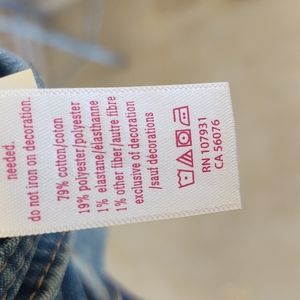 needed.
do not iron on decoration.
79% cotton/coton
19% polyester/polyester
1% elastane/élasthanne
1% other fiber/autre fibre
exclusive of decoration
/sauf décorations
RN 107931
CA 56076